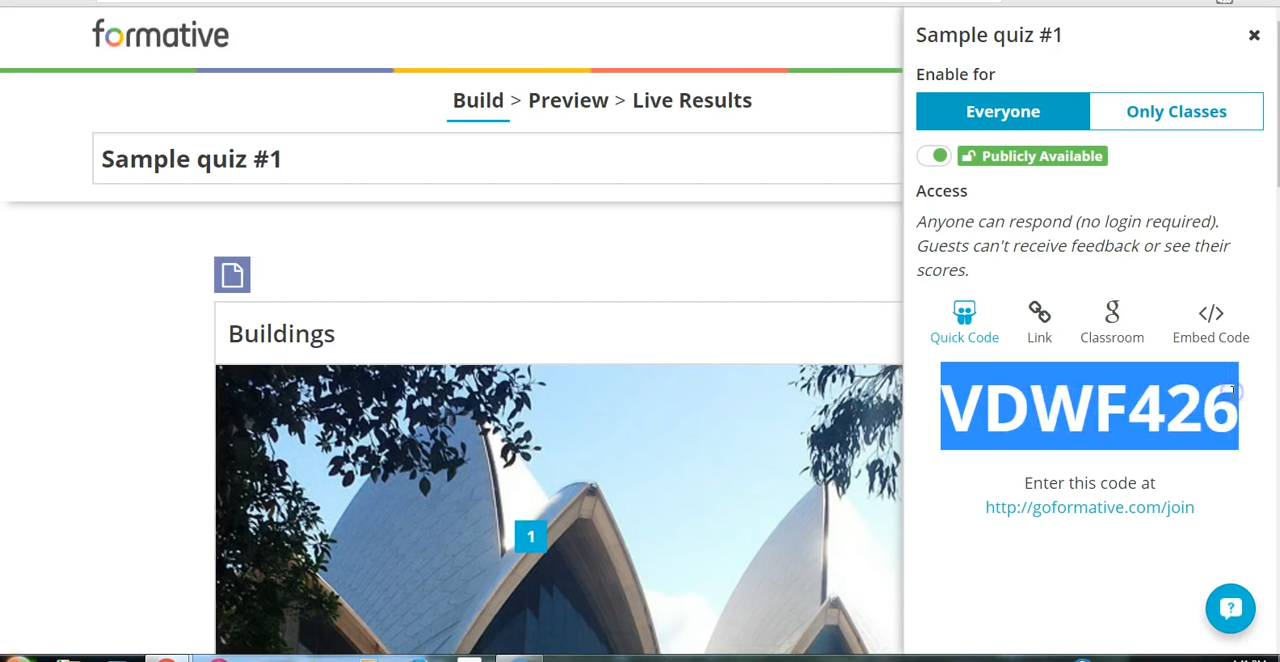 formative
Build > Preview > Live Results
Sample quiz #1
Buildings
1
Sample quiz #1
Enable for
Everyone
Only Classes
Publicly Available
Access
Anyone can respond (no login required).
Guests can't receive feedback or see their
scores.
Quick Code
Link
Classroom
Embed Code
VDWF426
Enter this code at
http://goformative.com/join